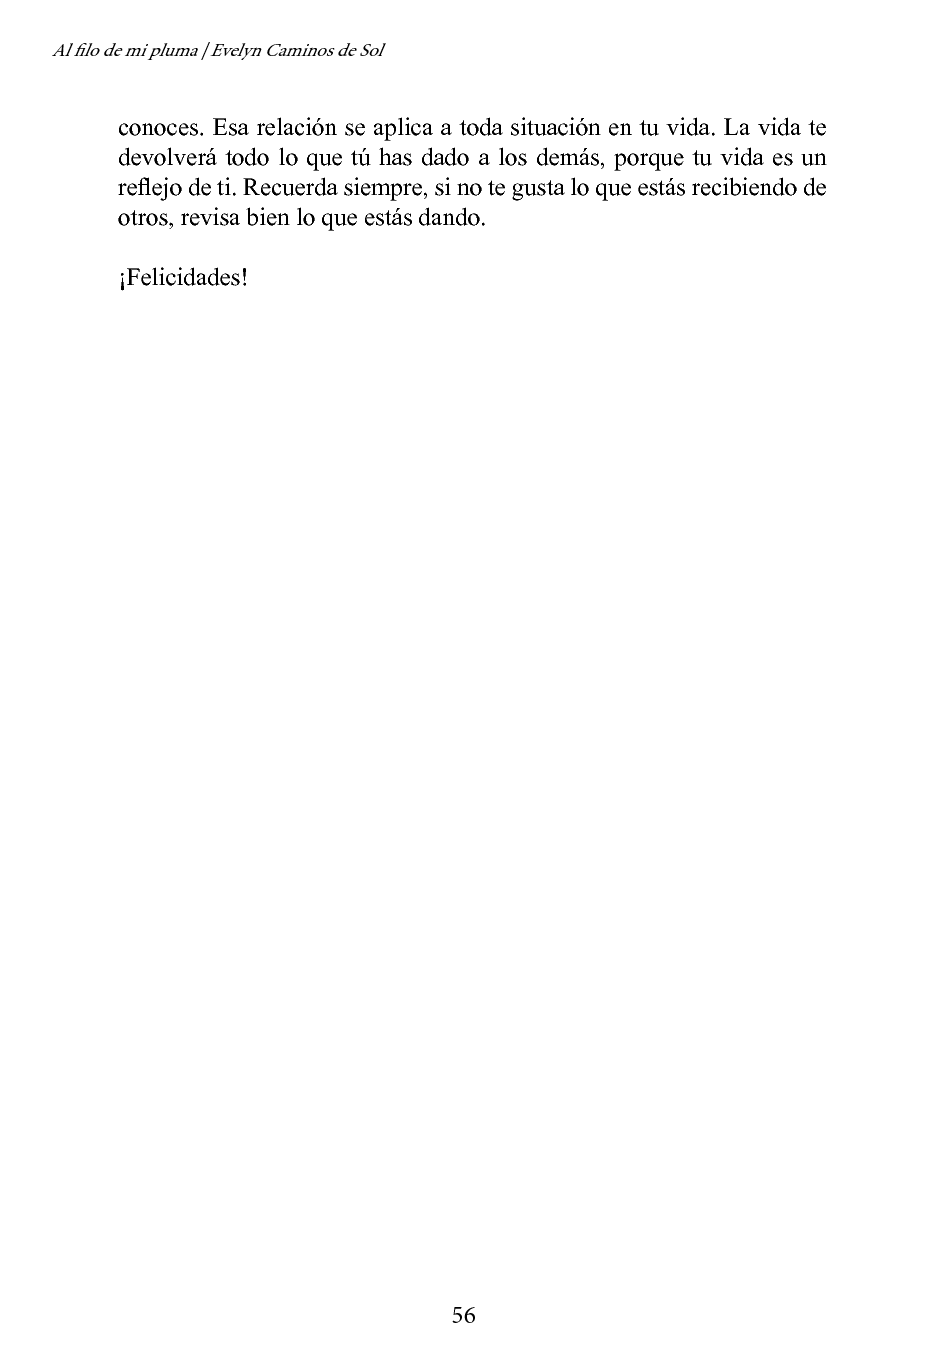 Al filo de mi pluma / Evelyn Caminos de Sol
conoces. Esa relación se aplica a toda situación en tu vida. La vida te
devolverá todo lo que tú has dado a los demás, porque tu vida es un
reflejo de ti. Recuerda siempre, si no te gusta lo que estás recibiendo de
otros, revisa bien lo que estás dando.
¡Felicidades!
56